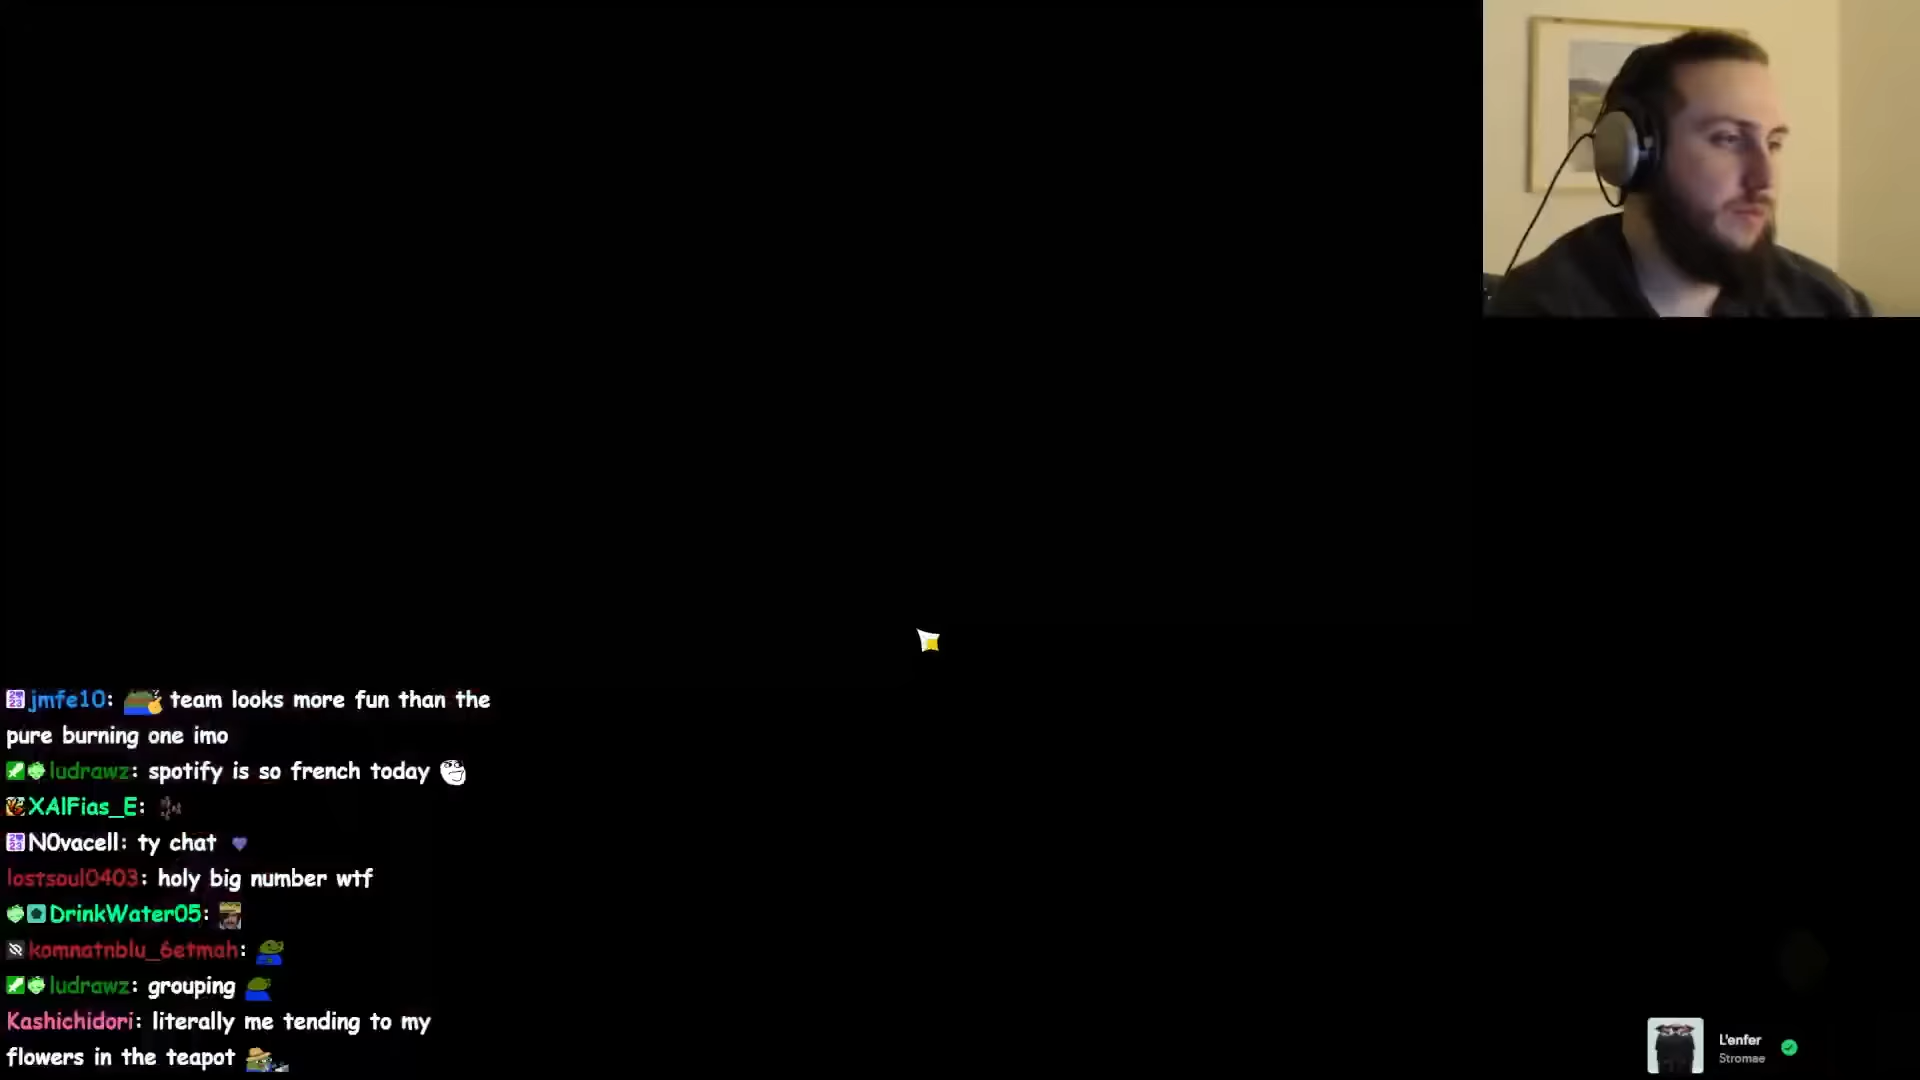 jmfe10: team looks more fun than the
pure burning one imo
ludrawz: spotify is so french today
XAlFias_E:
N0vacell: ty chat
lostsoul0403: holy big number wtf
DrinkWater05:
komnatnblu_6etmah:
ludrawz: grouping
Kashichidori: literally me tending to my
flowers in the teapot
L'enfer
Stromae